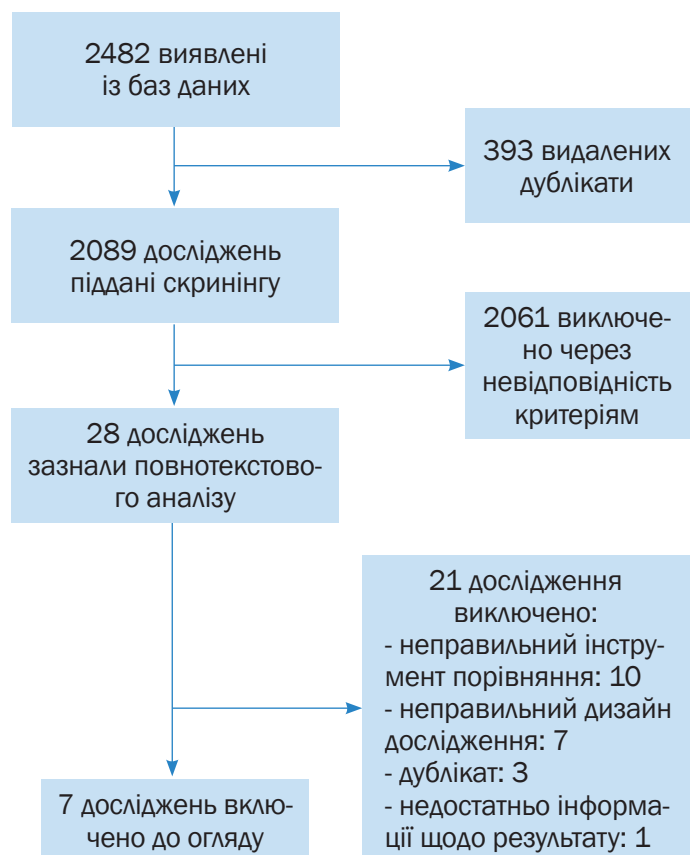 2482 виявлені
із баз даних
393 видалених
дублікати
2089 досліджень
піддані скринінгу
2061 виключе-
но через
невідповідність
критеріям
28 досліджень
зазнали повнотекстово-
го аналізу
21 дослідження
виключено:
- неправильний інстру-
мент порівняння: 10
- неправильний дизайн
дослідження: 7
- дублікат: 3
- недостатньо інформа-
ції щодо результату: 1
7 досліджень вклю-
чено до огляду